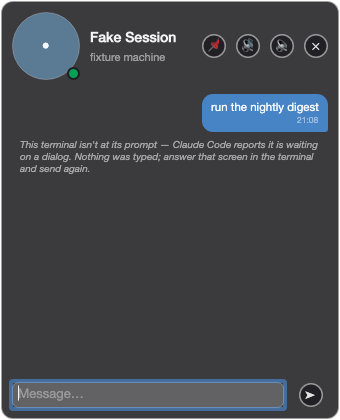 Fake Session
fixture machine
run the nightly digest
21:08
This terminal isn't at its prompt — Claude Code reports it is waiting
on a dialog. Nothing was typed; answer that screen in the terminal
and send again.
Message…